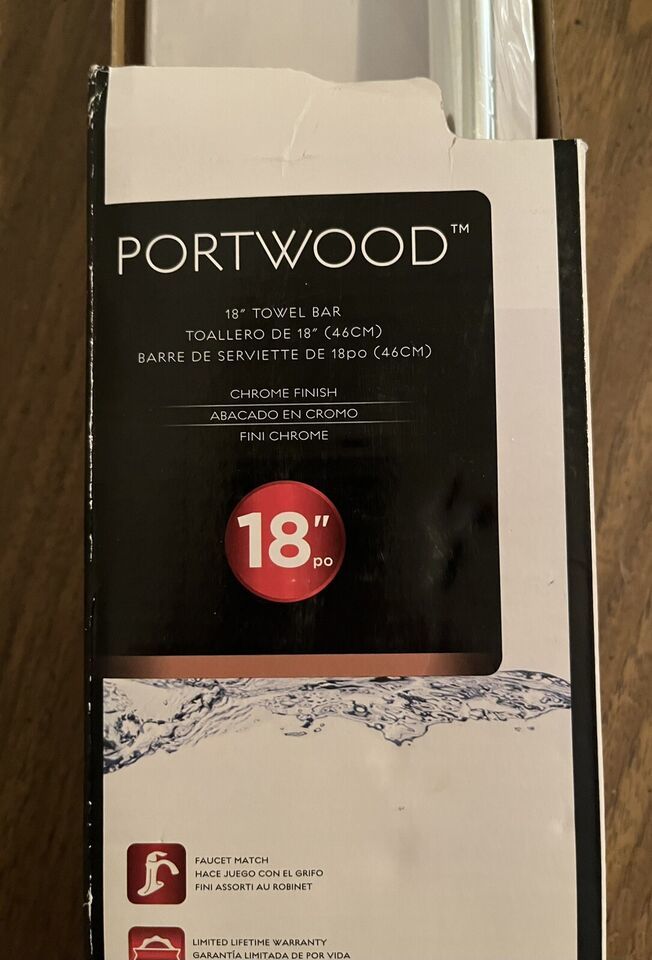 PORTWOOD™
18" TOWEL BAR
TOALLERO DE 18" (46CM)
BARRE DE SERVIETTE DE 18po (46CM)
CHROME FINISH
ABACADO EN CROMO
FINI CHROME
18"
po
FAUCET MATCH
HACE JUEGO CON EL GRIFO
FINI ASSORTI AU ROBINET
LIMITED LIFETIME WARRANTY
GARANTÍA LIMITADA DE POR VIDA